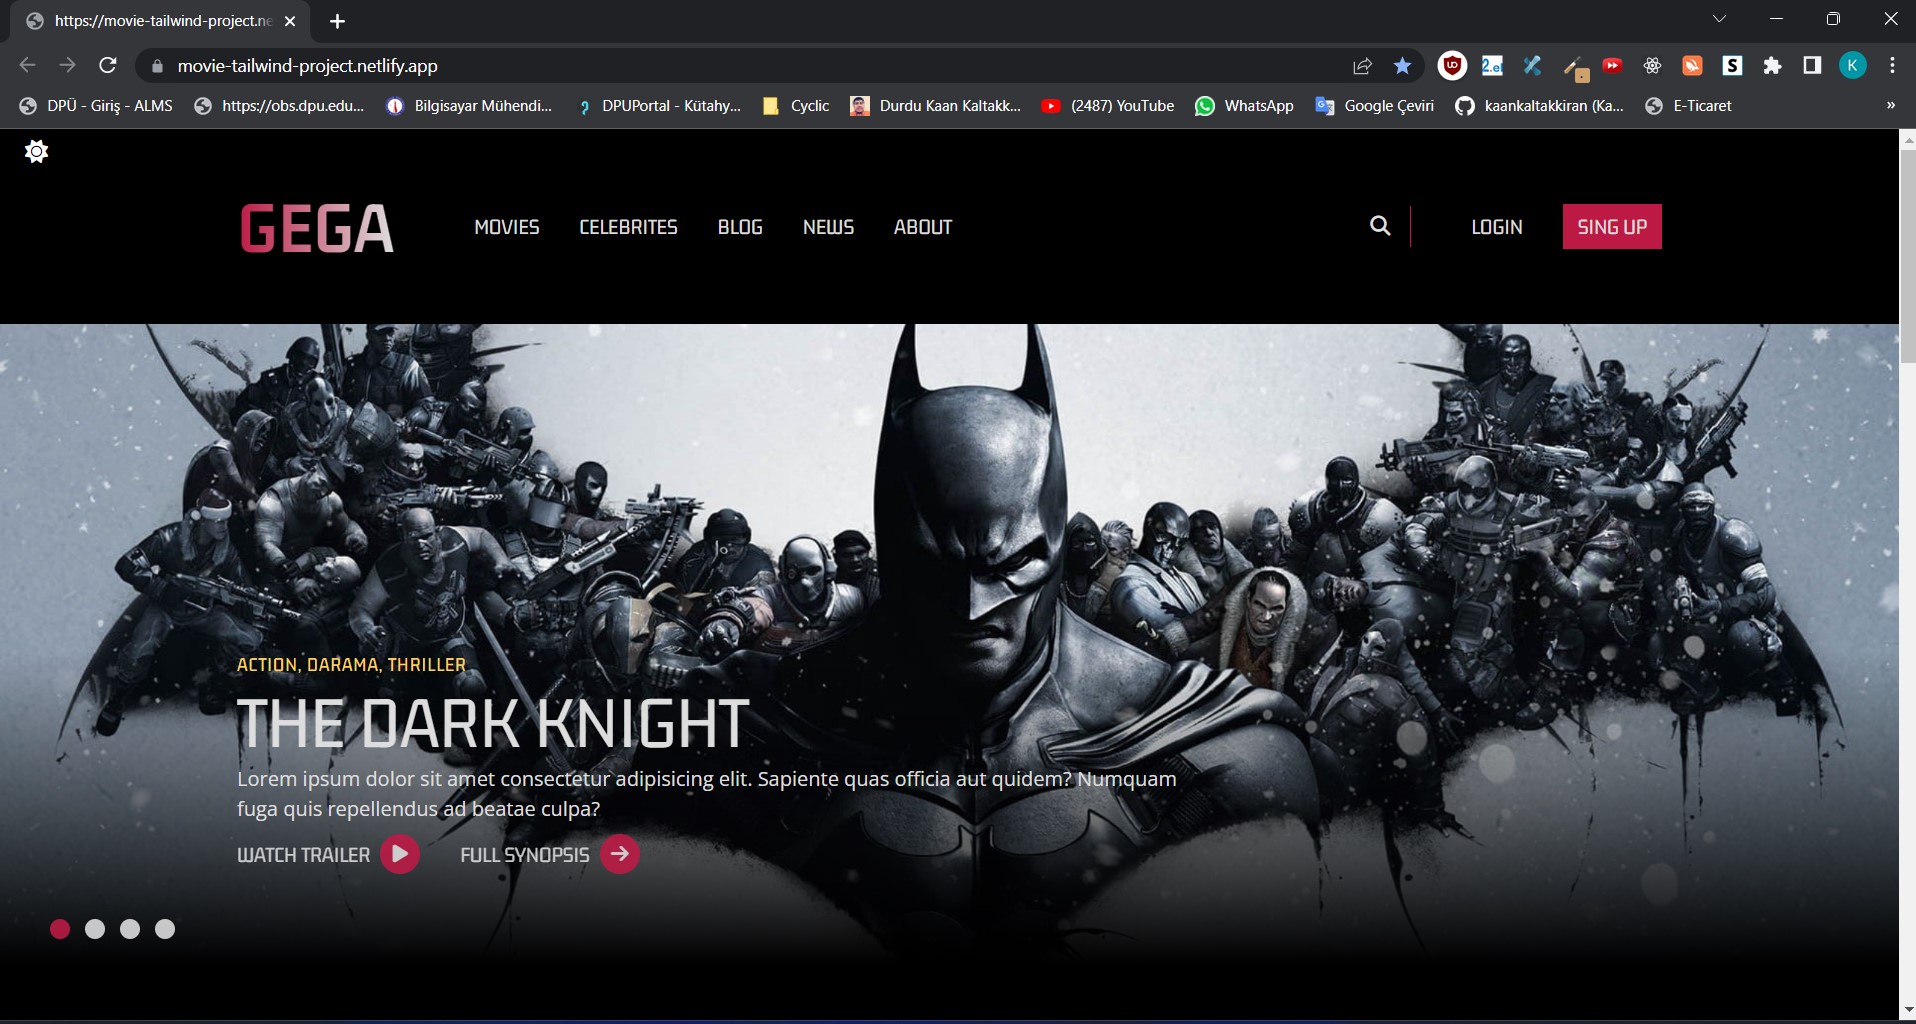 https://movie-tailwind-project.ne
movie-tailwind-project.netlify.app
DPÜ - Giriş - ALMS https://obs.dpu.edu... Bilgisayar Mühendi... DPUPortal - Kütahy... Cyclic Durdu Kaan Kaltakk... (2487) YouTube WhatsApp Google Çeviri kaankaltakkiran (Ka... E-Ticaret »
GEGA MOVIES CELEBRITES BLOG NEWS ABOUT LOGIN SING UP
ACTION, DARAMA, THRILLER
THE DARK KNIGHT
Lorem ipsum dolor sit amet consectetur adipisicing elit. Sapiente quas officia aut quidem? Numquam
fuga quis repellendus ad beatae culpa?
WATCH TRAILER FULL SYNOPSIS